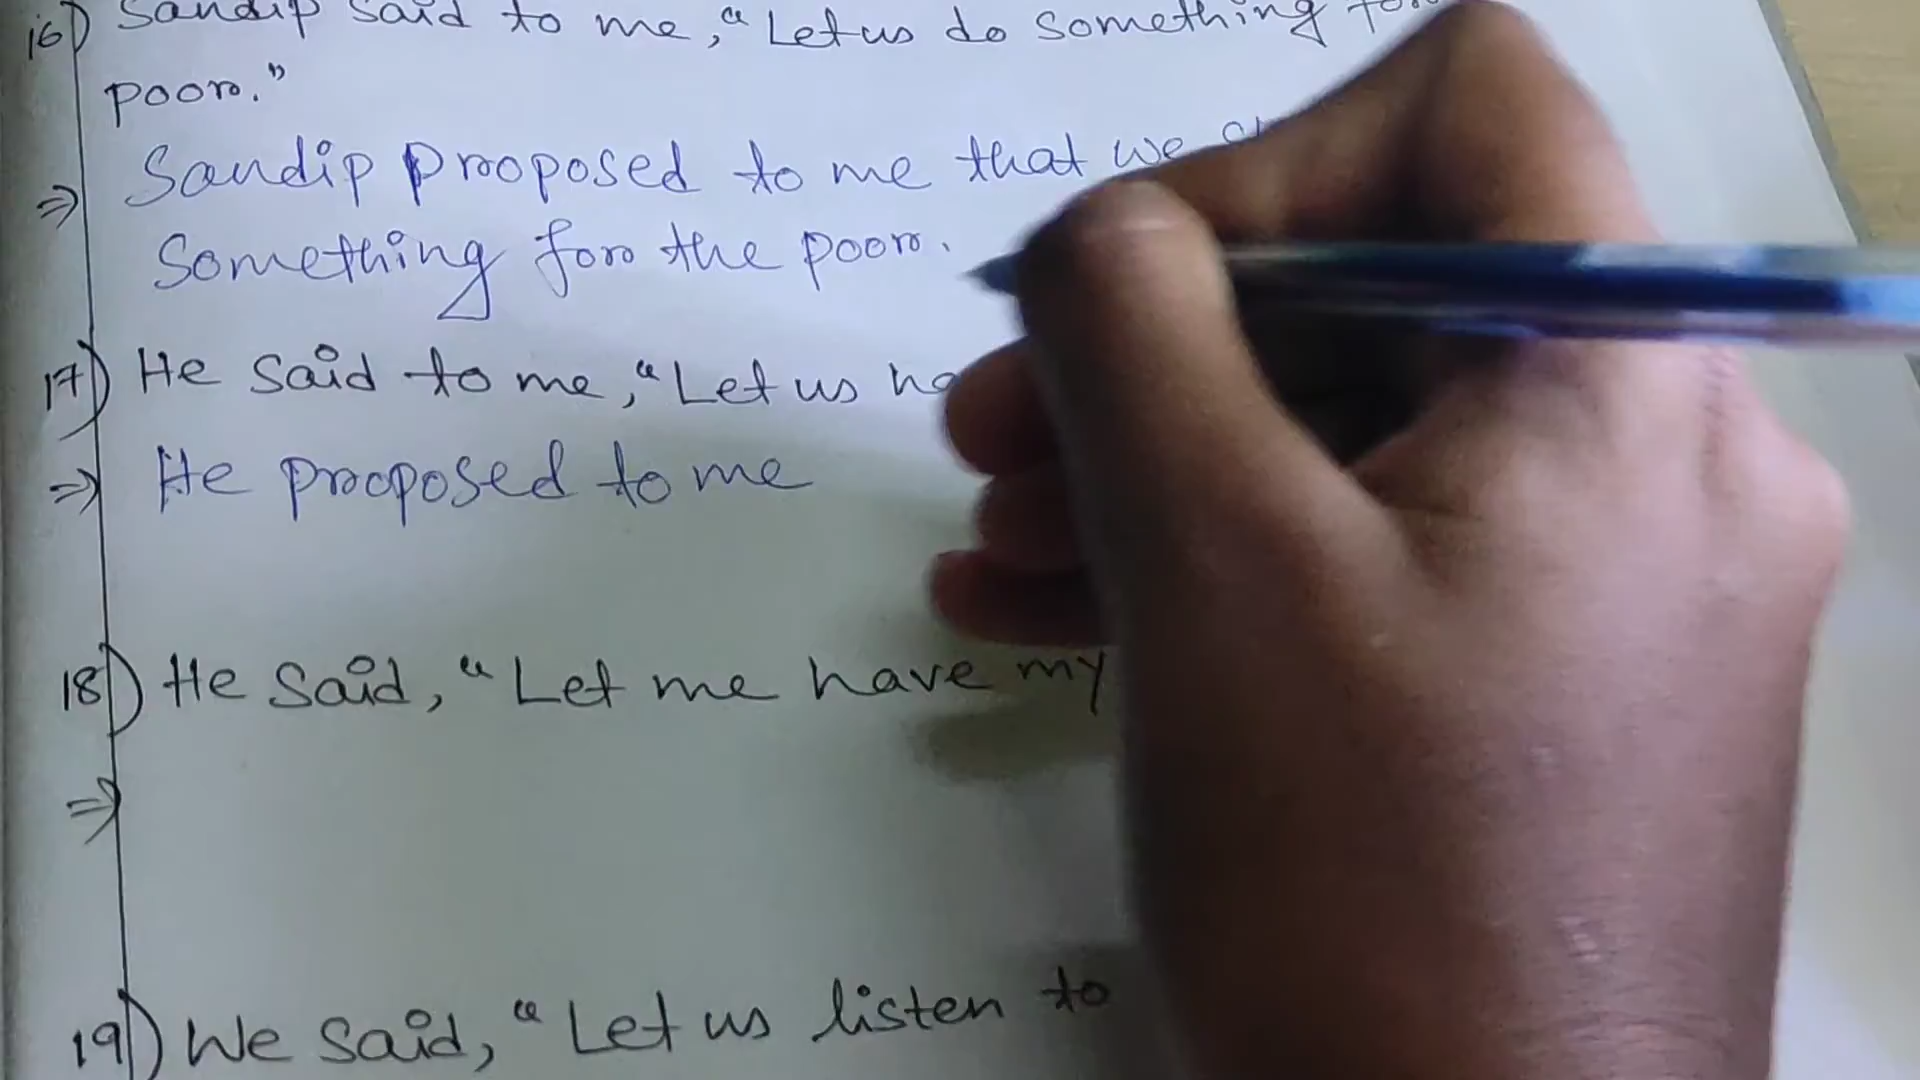 16) Sandip said to me, "Let us do something for
poor."
⇒ Sandip proposed to me that we
something for the poor.
17) He said to me, "Let us
⇒ He proposed to me
18) He said, "Let me have my
⇒
19) We said, "Let us listen to